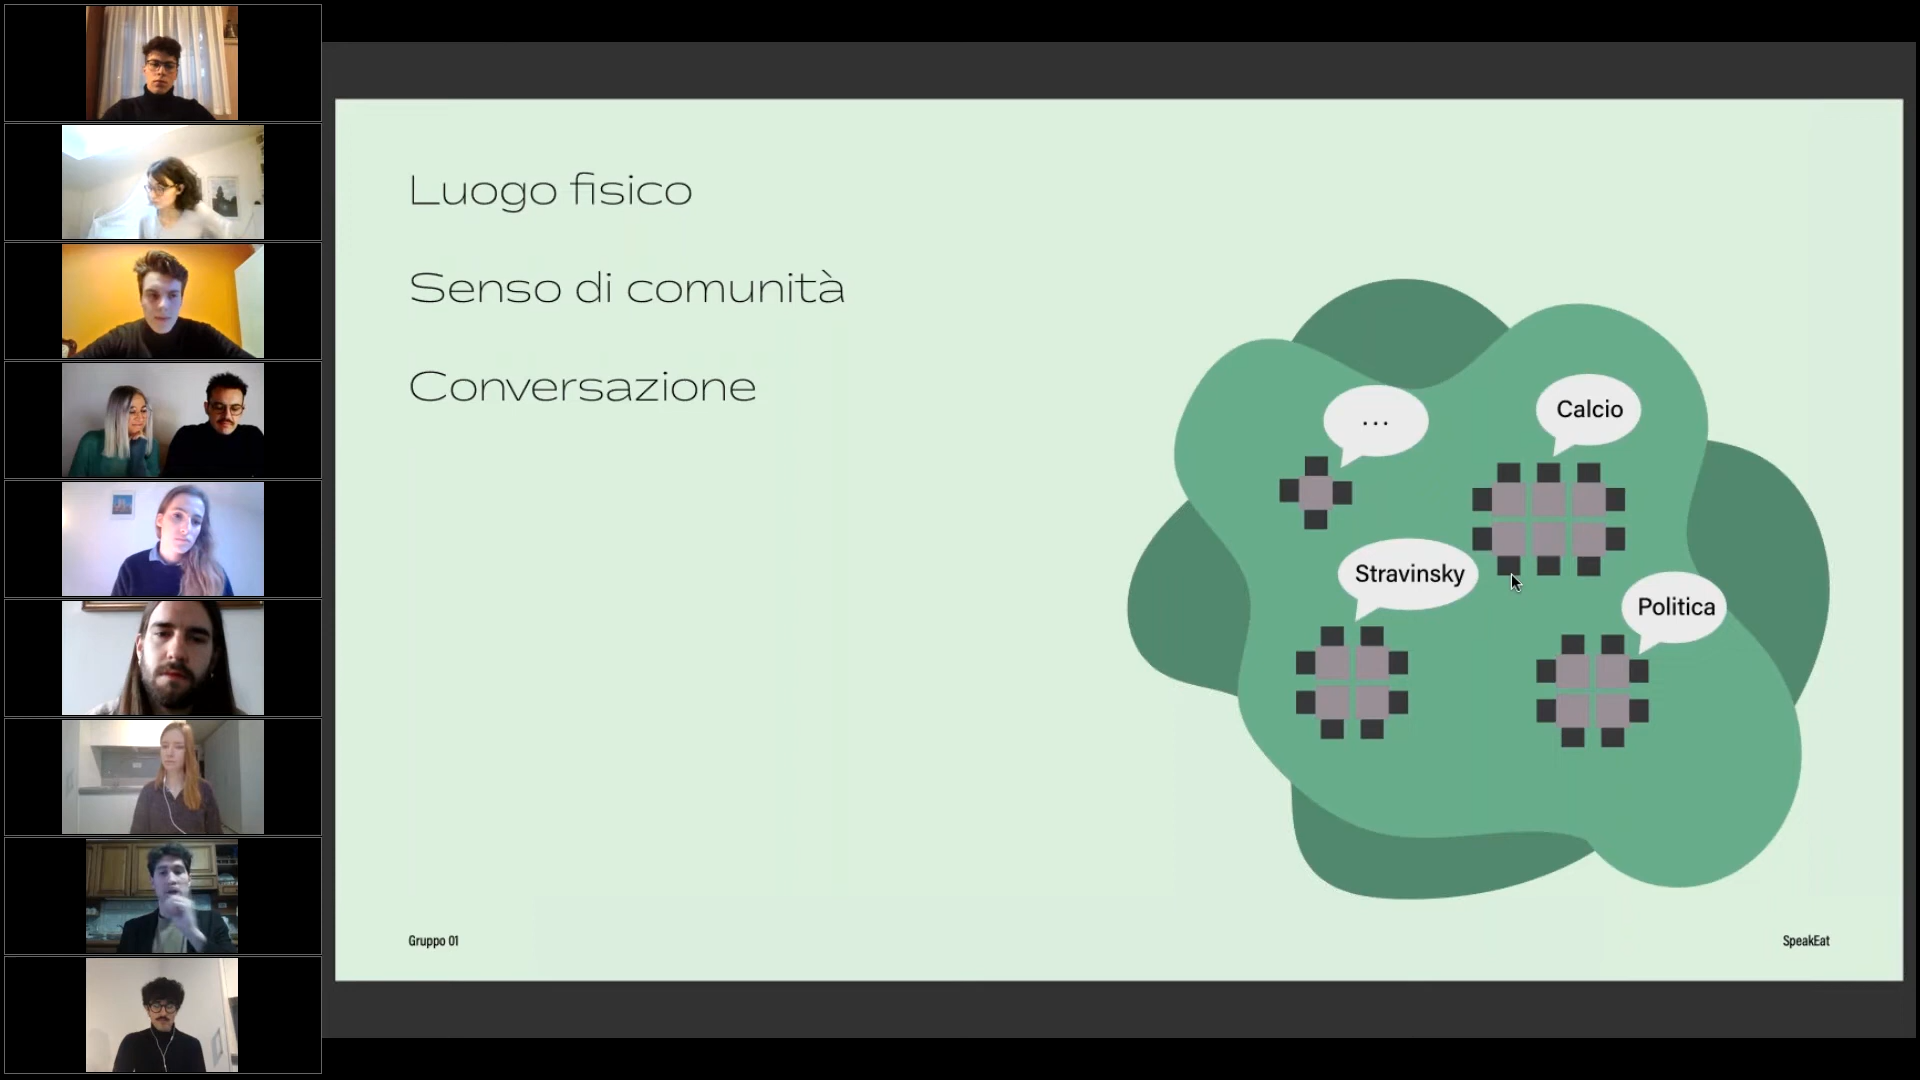 Luogo fisico
Senso di comunità
Conversazione
...
Calcio
Stravinsky
Politica
Gruppo 01
SpeakEat